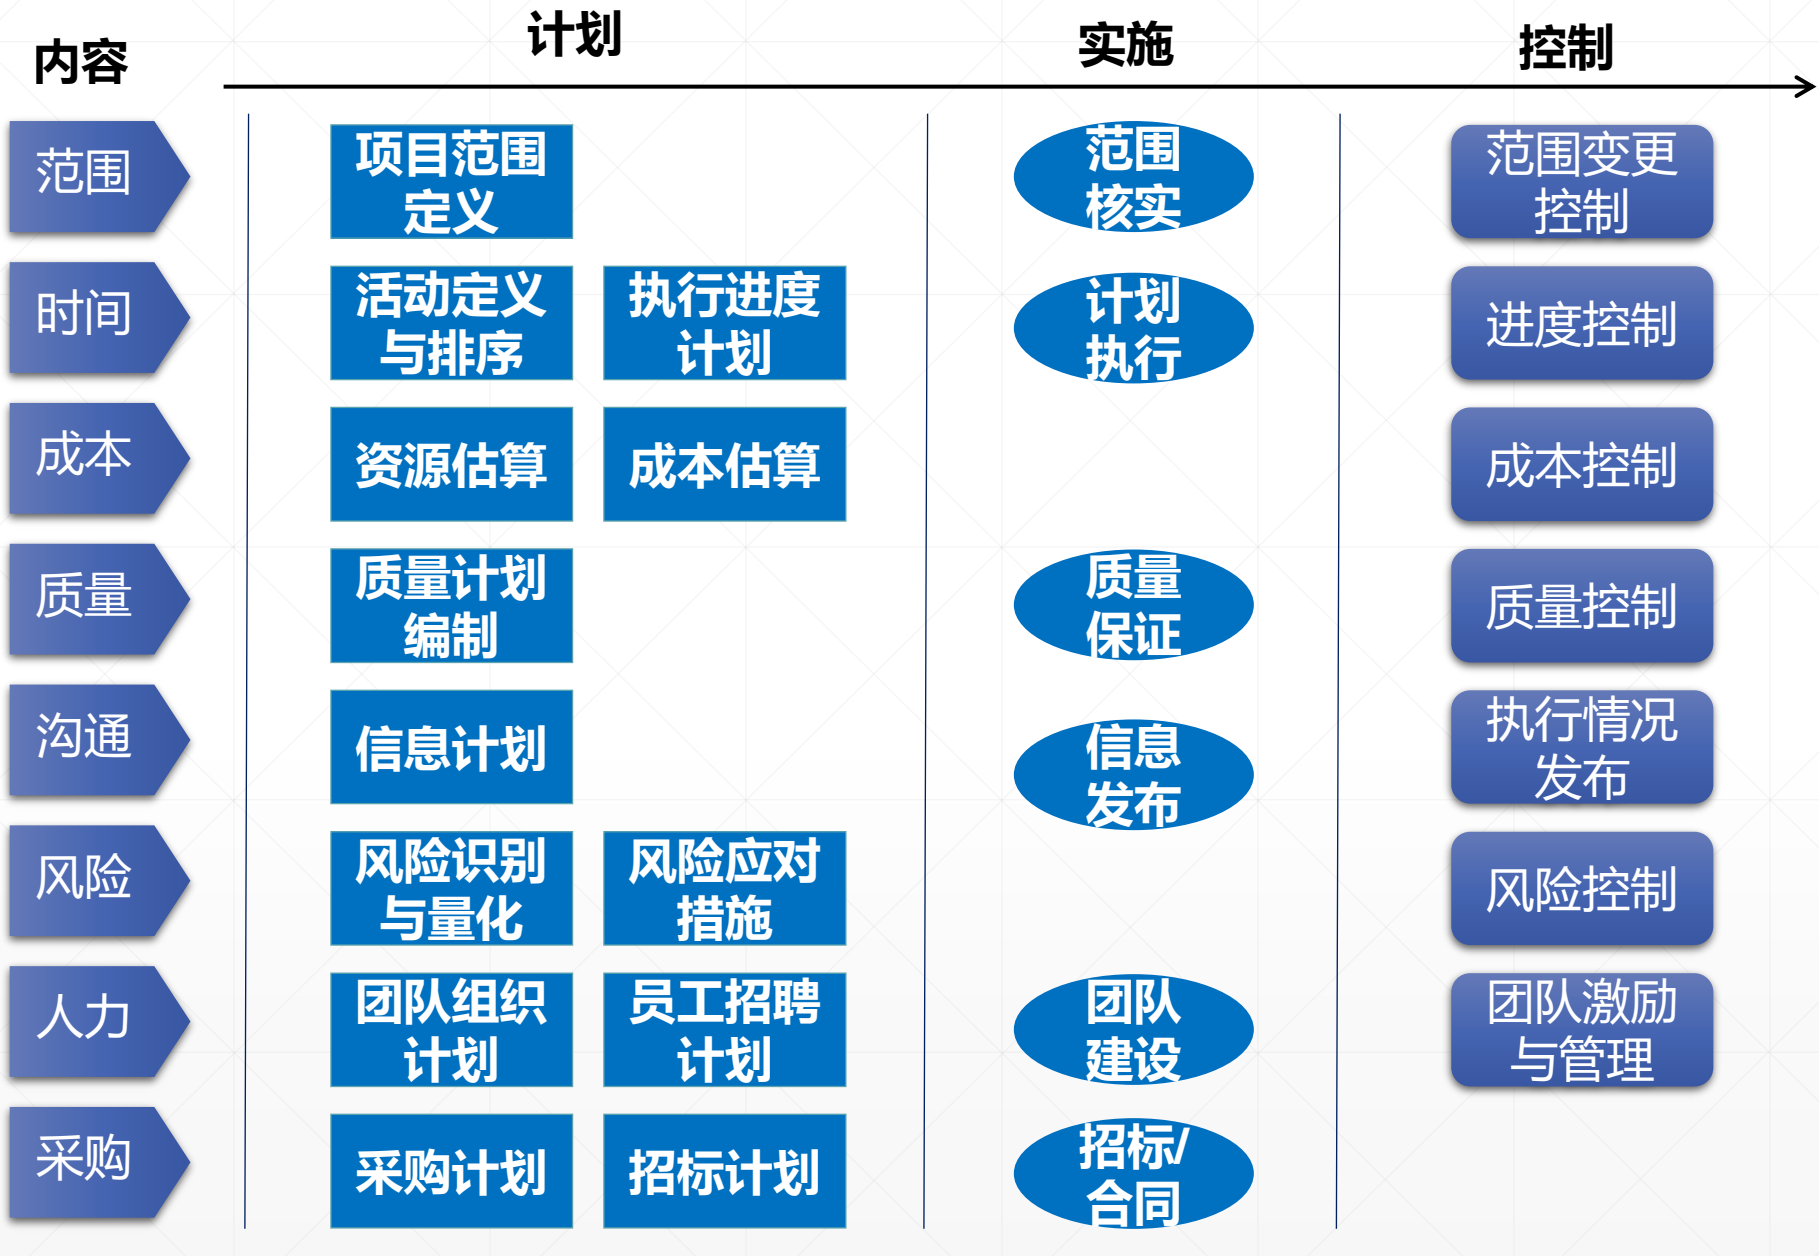 内容
计划
实施
控制
范围
项目范围
定义
范围
核实
范围变更
控制
时间
活动定义
与排序
执行进度
计划
计划
执行
进度控制
成本
资源估算
成本估算
成本控制
质量
质量计划
编制
质量
保证
质量控制
沟通
信息计划
信息
发布
执行情况
发布
风险
风险识别
与量化
风险应对
措施
风险控制
人力
团队组织
计划
员工招聘
计划
团队
建设
团队激励
与管理
采购
采购计划
招标计划
招标/
合同